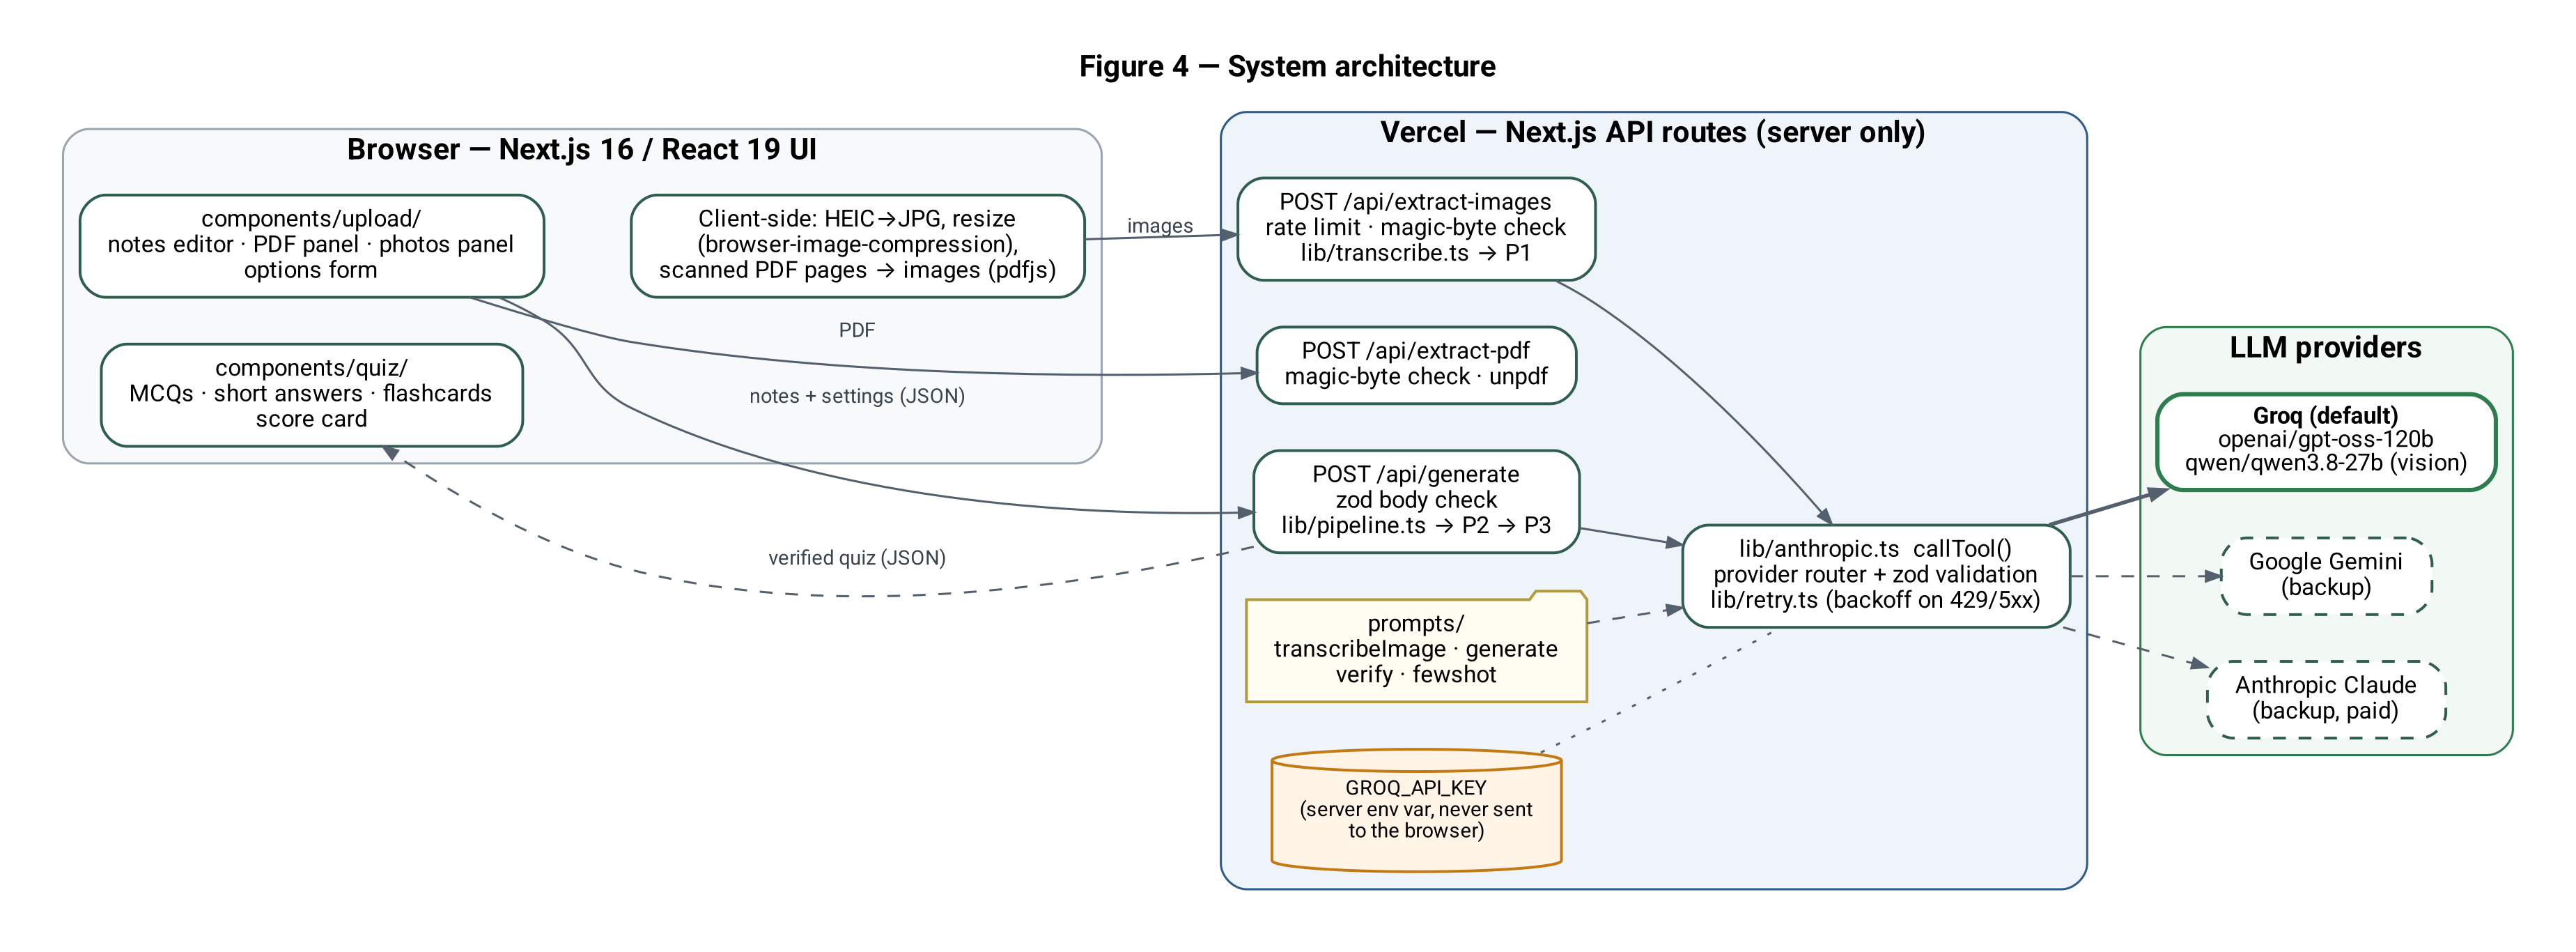 Figure 4 — System architecture
Browser — Next.js 16 / React 19 UI
components/upload/
notes editor · PDF panel · photos panel
options form
Client-side: HEIC→JPG, resize
(browser-image-compression),
scanned PDF pages → images (pdfjs)
components/quiz/
MCQs · short answers · flashcards
score card
images
PDF
notes + settings (JSON)
verified quiz (JSON)
Vercel — Next.js API routes (server only)
POST /api/extract-images
rate limit · magic-byte check
lib/transcribe.ts → P1
POST /api/extract-pdf
magic-byte check · unpdf
POST /api/generate
zod body check
lib/pipeline.ts → P2 → P3
prompts/
transcribeImage · generate
verify · fewshot
GROQ_API_KEY
(server env var, never sent
to the browser)
lib/anthropic.ts callTool()
provider router + zod validation
lib/retry.ts (backoff on 429/5xx)
LLM providers
Groq (default)
openai/gpt-oss-120b
qwen/qwen3.8-27b (vision)
Google Gemini
(backup)
Anthropic Claude
(backup, paid)